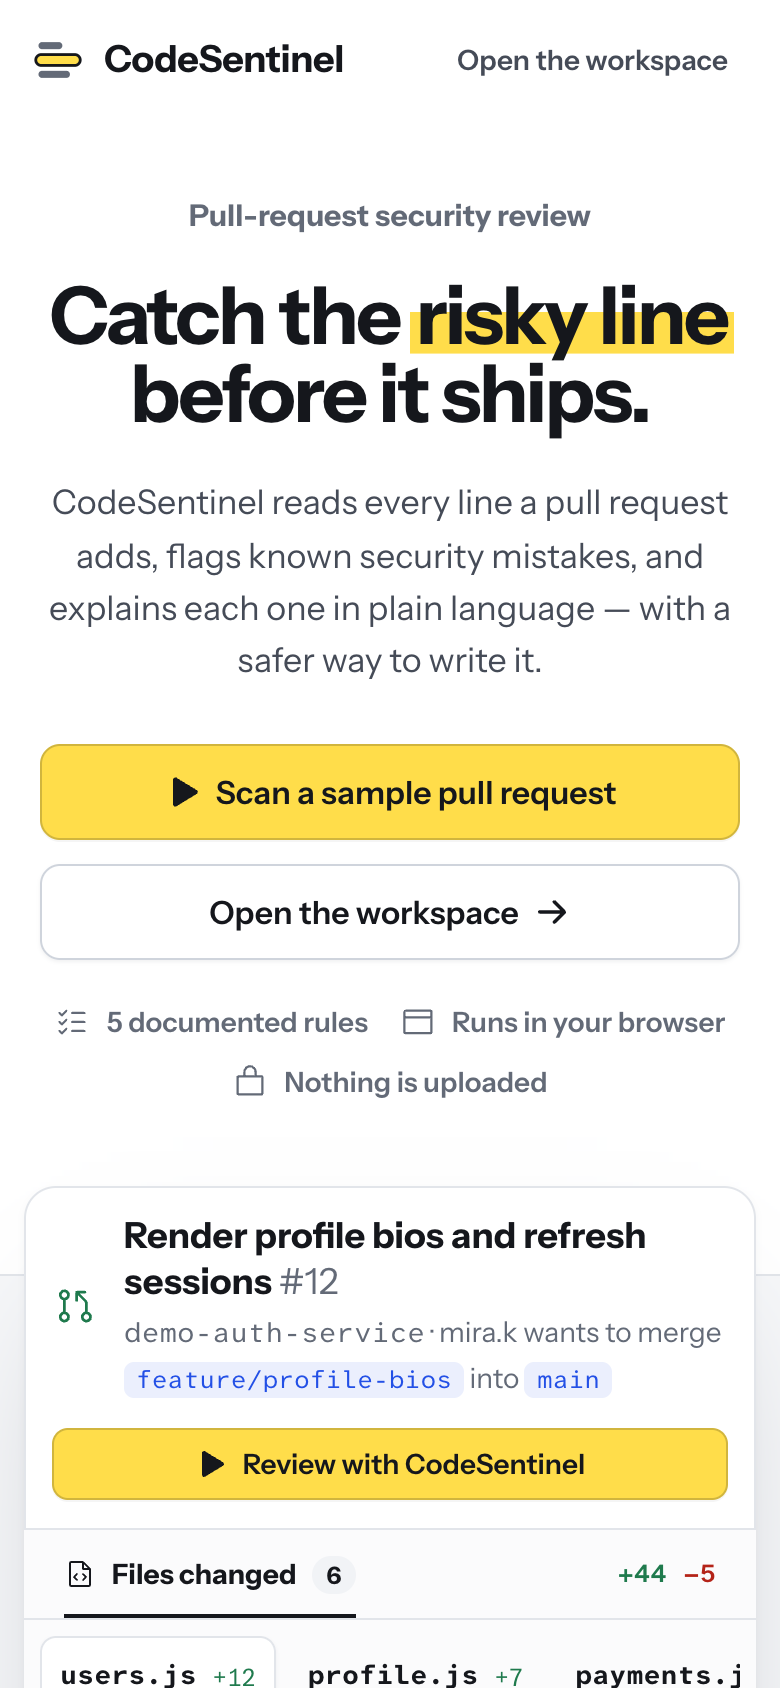 CodeSentinel
Open the workspace
Pull-request security review
Catch the risky line
before it ships.
CodeSentinel reads every line a pull request
adds, flags known security mistakes, and
explains each one in plain language — with a
safer way to write it.
Scan a sample pull request
Open the workspace →
5 documented rules
Runs in your browser
Nothing is uploaded
Render profile bios and refresh
sessions #12
demo-auth-service · mira.k wants to merge
feature/profile-bios into main
Review with CodeSentinel
Files changed 6
+44 −5
users.js +12
profile.js +7
payments.j